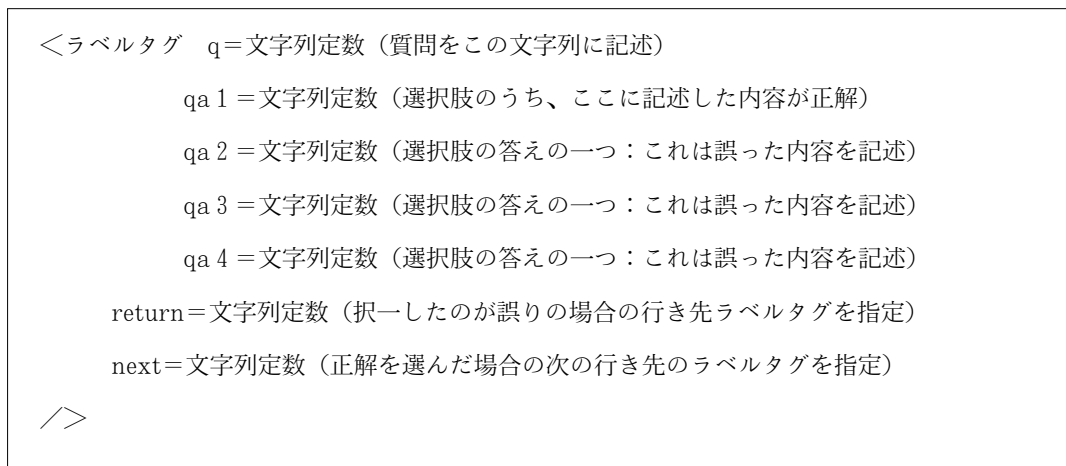 ＜ラベルタグ　q＝文字列定数（質問をこの文字列に記述）
qa１＝文字列定数（選択肢のうち、ここに記述した内容が正解）
qa２＝文字列定数（選択肢の答えの一つ：これは誤った内容を記述）
qa３＝文字列定数（選択肢の答えの一つ：これは誤った内容を記述）
qa４＝文字列定数（選択肢の答えの一つ：これは誤った内容を記述）
return＝文字列定数（択一したのが誤りの場合の行き先ラベルタグを指定）
next＝文字列定数（正解を選んだ場合の次の行き先のラベルタグを指定）
／＞